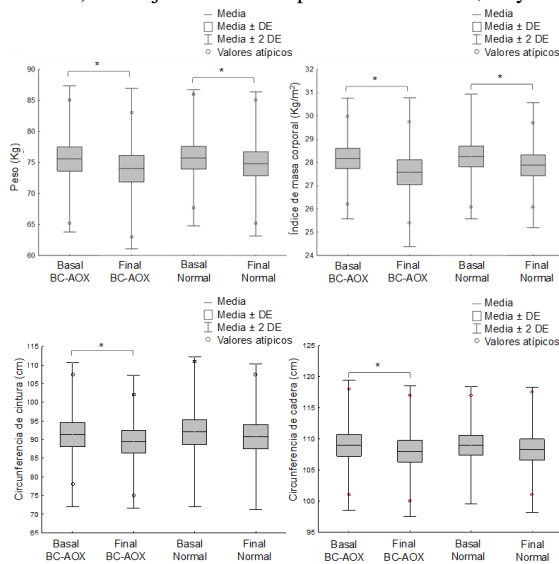 — Media
Media ± DE
Media ± 2 DE
Valores atípicos
*
*
Peso (Kg)
90
85
80
75
70
65
60
Basal BC-AOX
Final BC-AOX
Basal Normal
Final Normal
— Media
Media ± DE
Media ± 2 DE
Valores atípicos
*
*
Índice de masa corporal (Kg/m²)
32
31
30
29
28
27
26
25
24
Basal BC-AOX
Final BC-AOX
Basal Normal
Final Normal
— Media
Media ± DE
Media ± 2 DE
Valores atípicos
*
Circunferencia de cintura (cm)
115
110
105
100
95
90
85
80
75
70
65
Basal BC-AOX
Final BC-AOX
Basal Normal
Final Normal
— Media
Media ± DE
Media ± 2 DE
Valores atípicos
*
Circunferencia de cadera (cm)
125
120
115
110
105
100
95
Basal BC-AOX
Final BC-AOX
Basal Normal
Final Normal